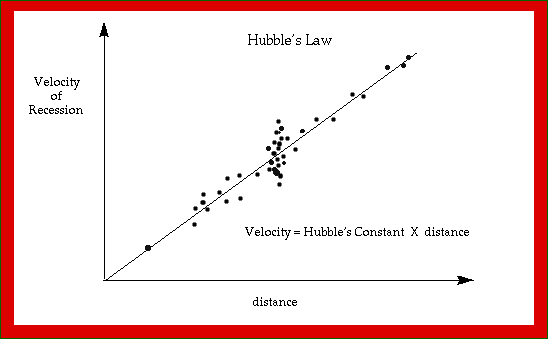 Hubble's Law
Velocity
of
Recession
Velocity = Hubble's Constant X distance
distance